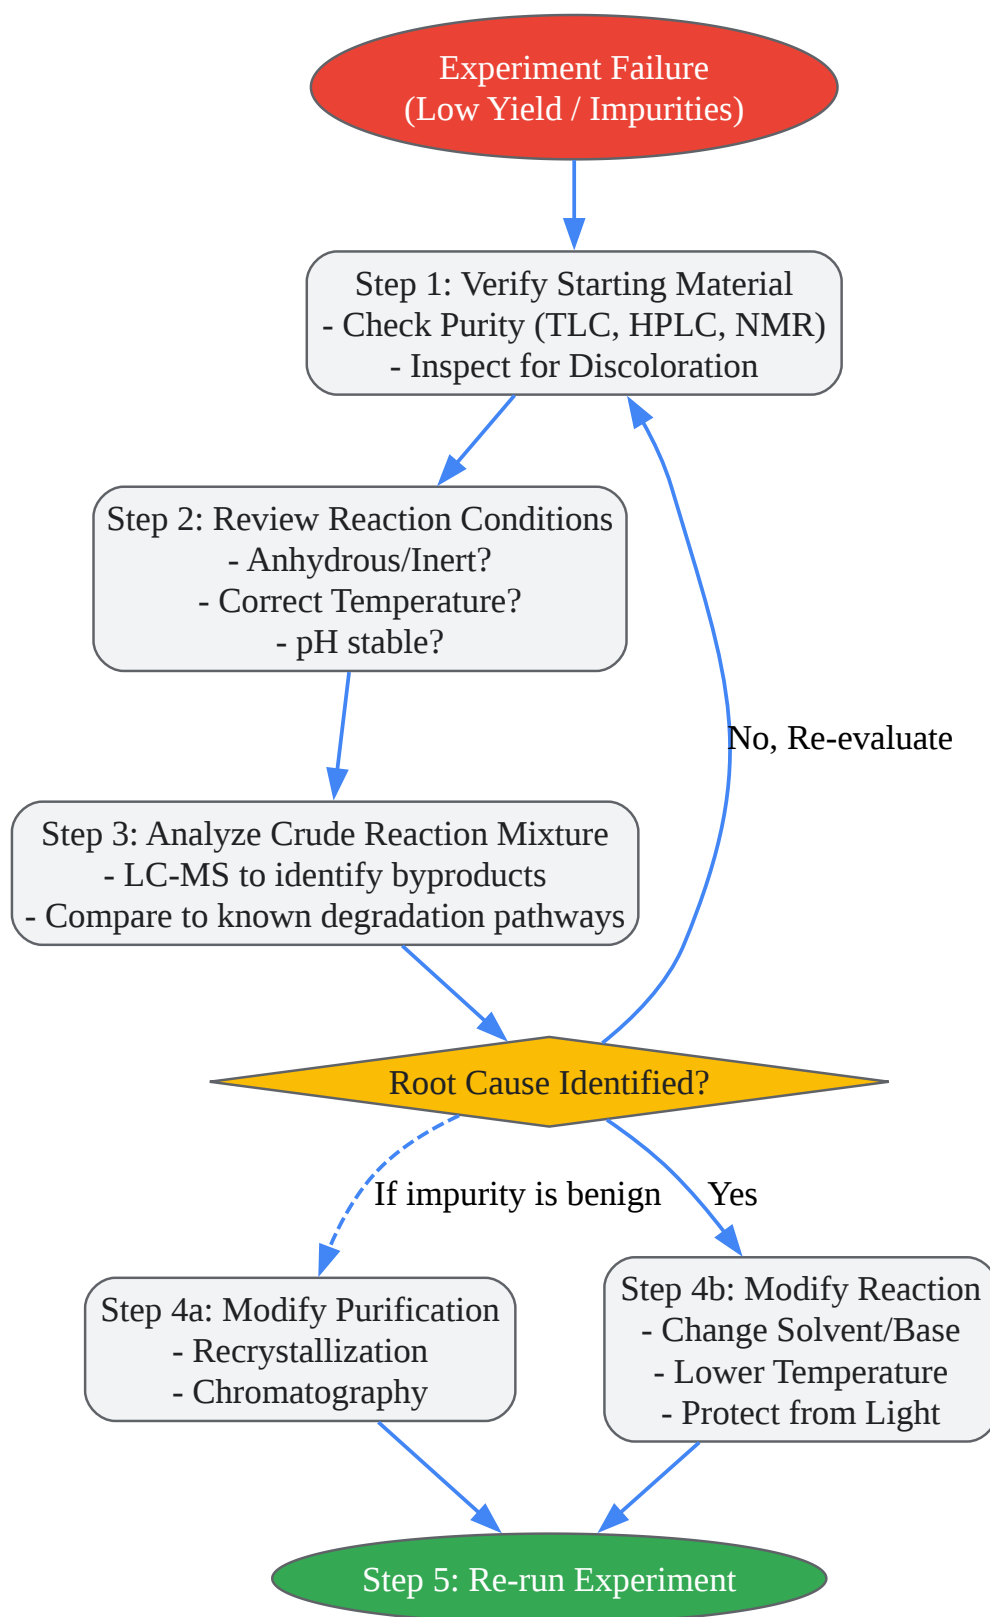 Experiment Failure
(Low Yield / Impurities)
Step 1: Verify Starting Material
- Check Purity (TLC, HPLC, NMR)
- Inspect for Discoloration
Step 2: Review Reaction Conditions
- Anhydrous/Inert?
- Correct Temperature?
- pH stable?
No, Re-evaluate
Step 3: Analyze Crude Reaction Mixture
- LC-MS to identify byproducts
- Compare to known degradation pathways
Root Cause Identified?
If impurity is benign
Yes
Step 4a: Modify Purification
- Recrystallization
- Chromatography
Step 4b: Modify Reaction
- Change Solvent/Base
- Lower Temperature
- Protect from Light
Step 5: Re-run Experiment